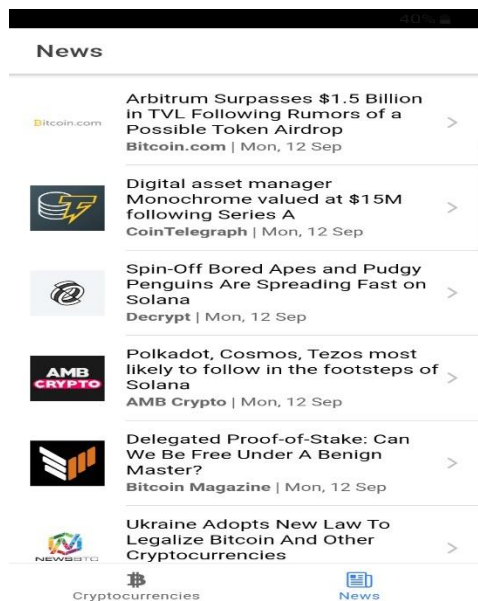 40%
News
Bitcoin.com
Arbitrum Surpasses $1.5 Billion
in TVL Following Rumors of a
Possible Token Airdrop
Bitcoin.com | Mon, 12 Sep
Digital asset manager
Monochrome valued at $15M
following Series A
CoinTelegraph | Mon, 12 Sep
Spin-Off Bored Apes and Pudgy
Penguins Are Spreading Fast on
Solana
Decrypt | Mon, 12 Sep
AMB
CRYPTO
Polkadot, Cosmos, Tezos most
likely to follow in the footsteps of
Solana
AMB Crypto | Mon, 12 Sep
Delegated Proof-of-Stake: Can
We Be Free Under A Benign
Master?
Bitcoin Magazine | Mon, 12 Sep
NEWSBTC
Ukraine Adopts New Law To
Legalize Bitcoin And Other
Cryptocurrencies
Cryptocurrencies
News